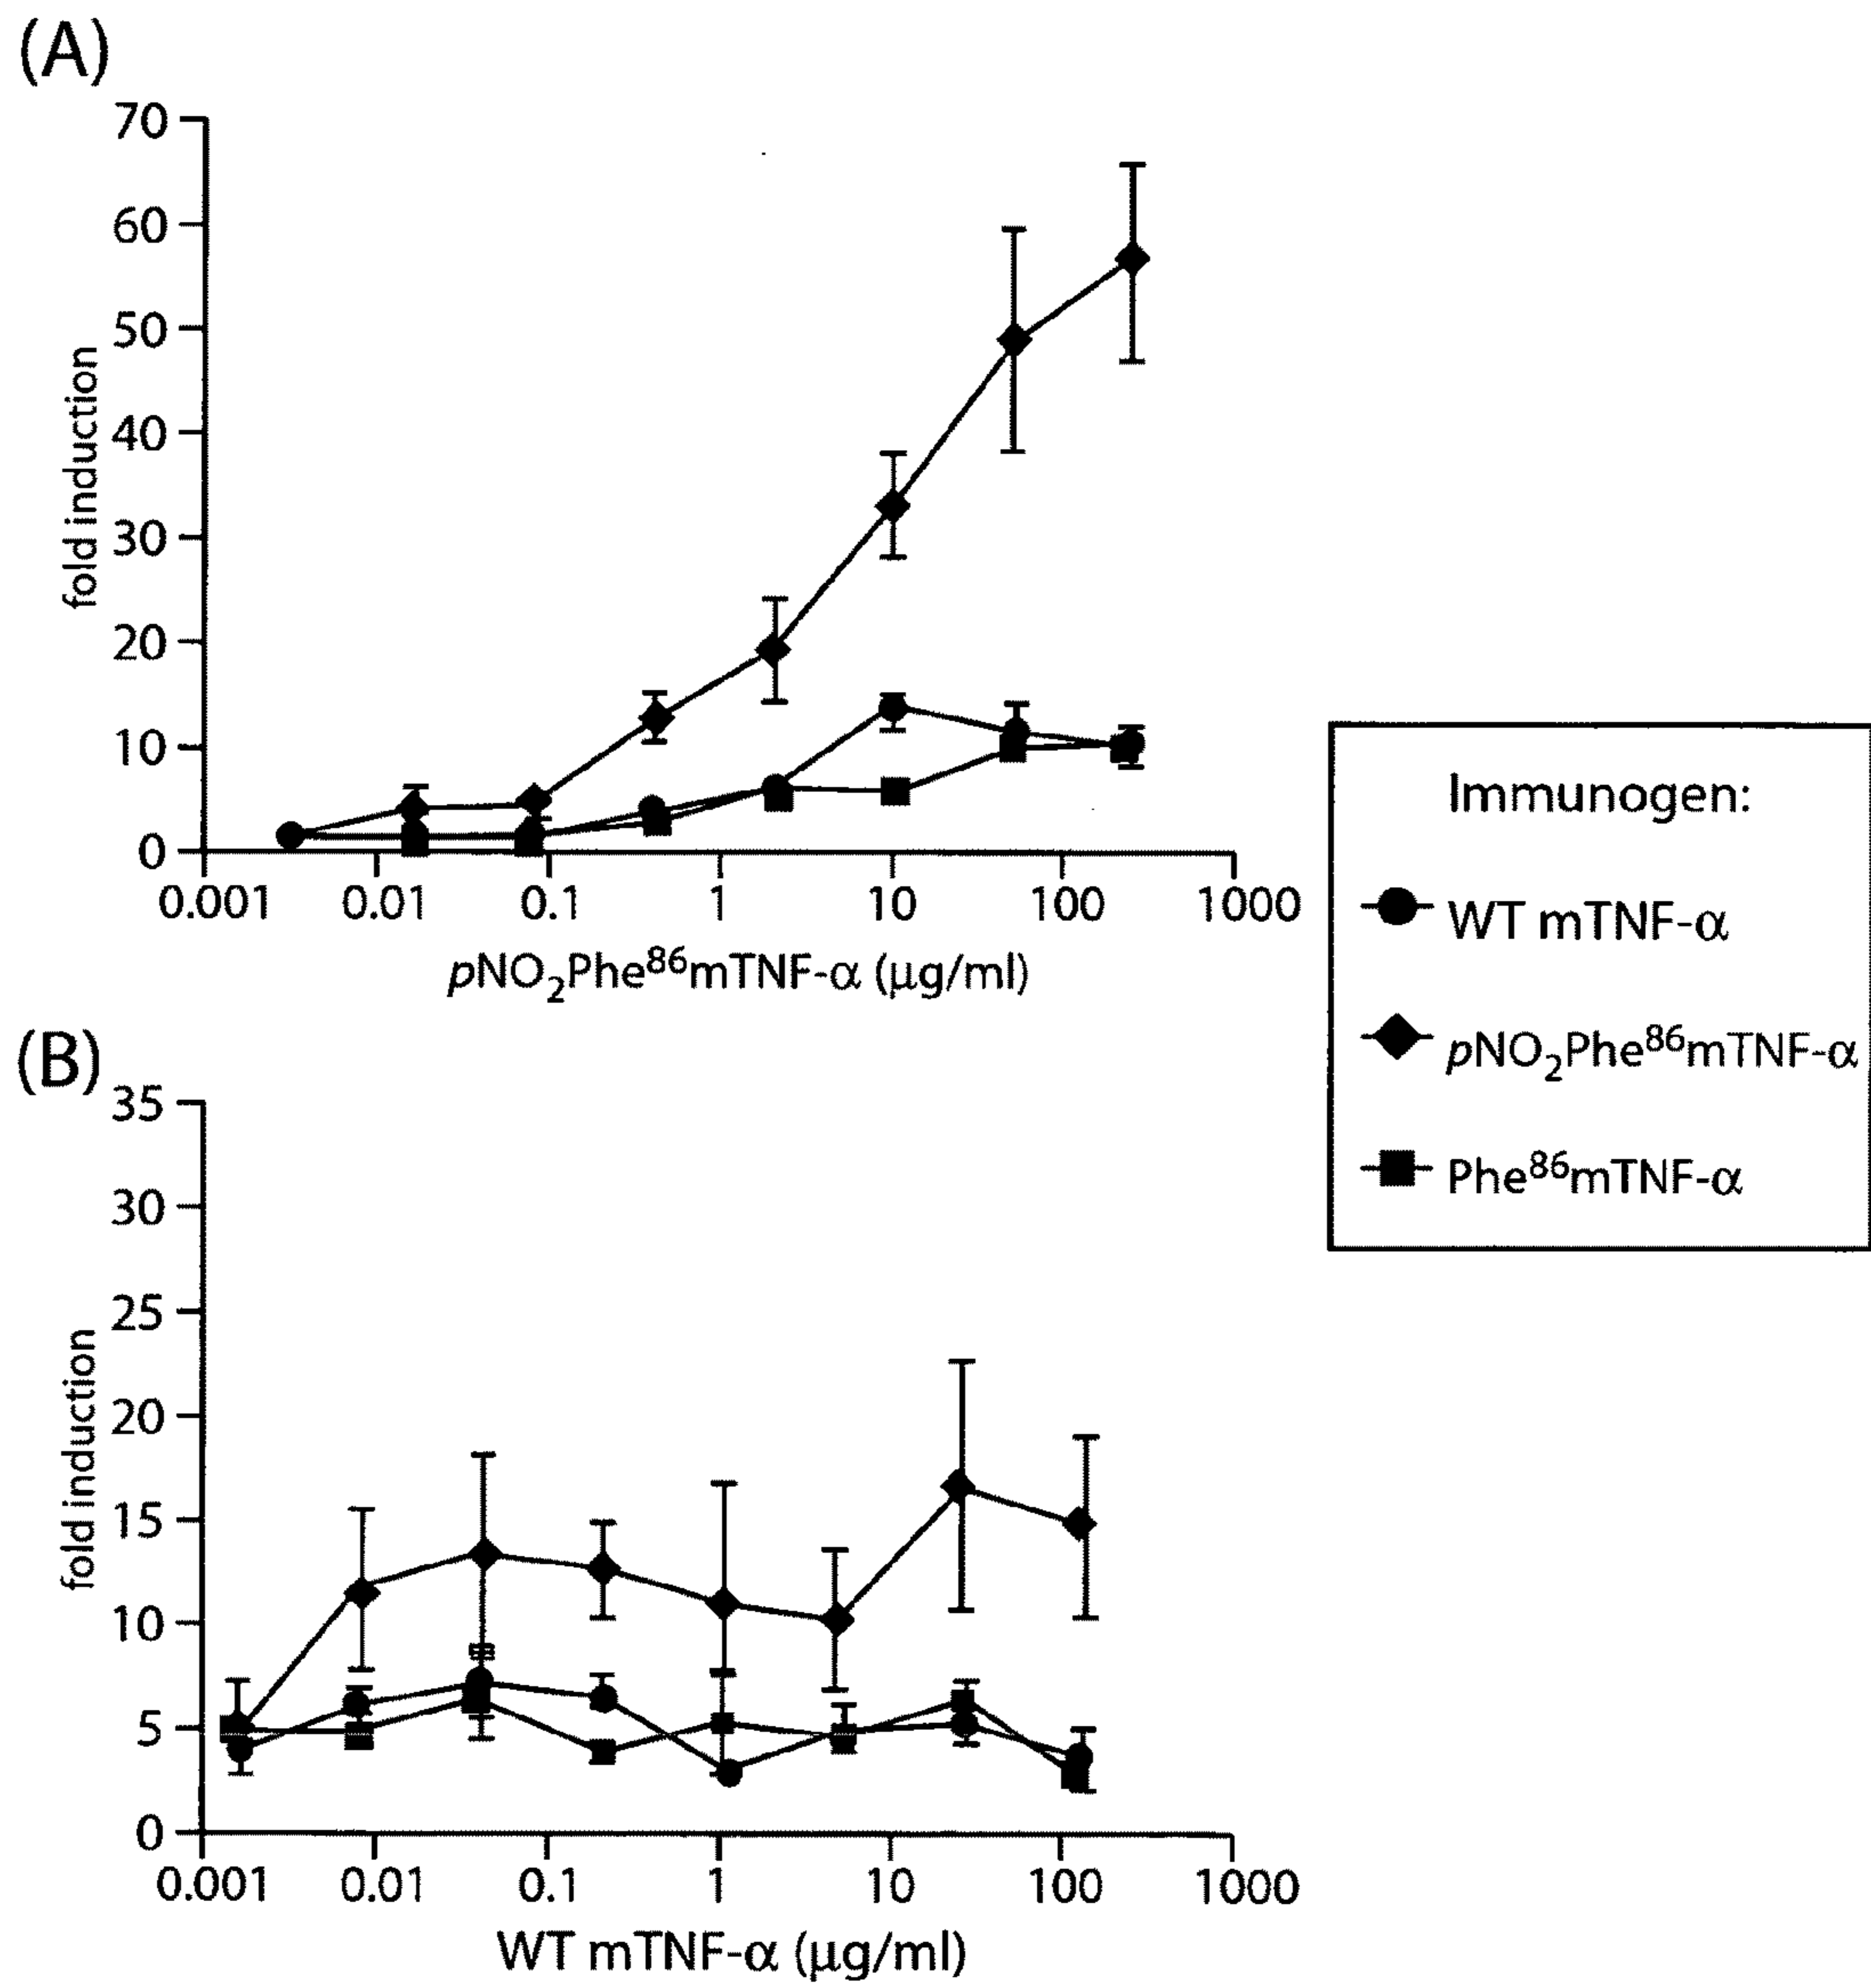 (A)
70
60
50
40
30
20
10
0
fold induction
0.001 0.01 0.1 1 10 100 1000
pNO₂Phe⁸⁶mTNF-α (μg/ml)
(B)
35
30
25
20
15
10
5
0
fold induction
0.001 0.01 0.1 1 10 100 1000
WT mTNF-α (μg/ml)
Immunogen:
WT mTNF-α
pNO₂Phe⁸⁶mTNF-α
Phe⁸⁶mTNF-α